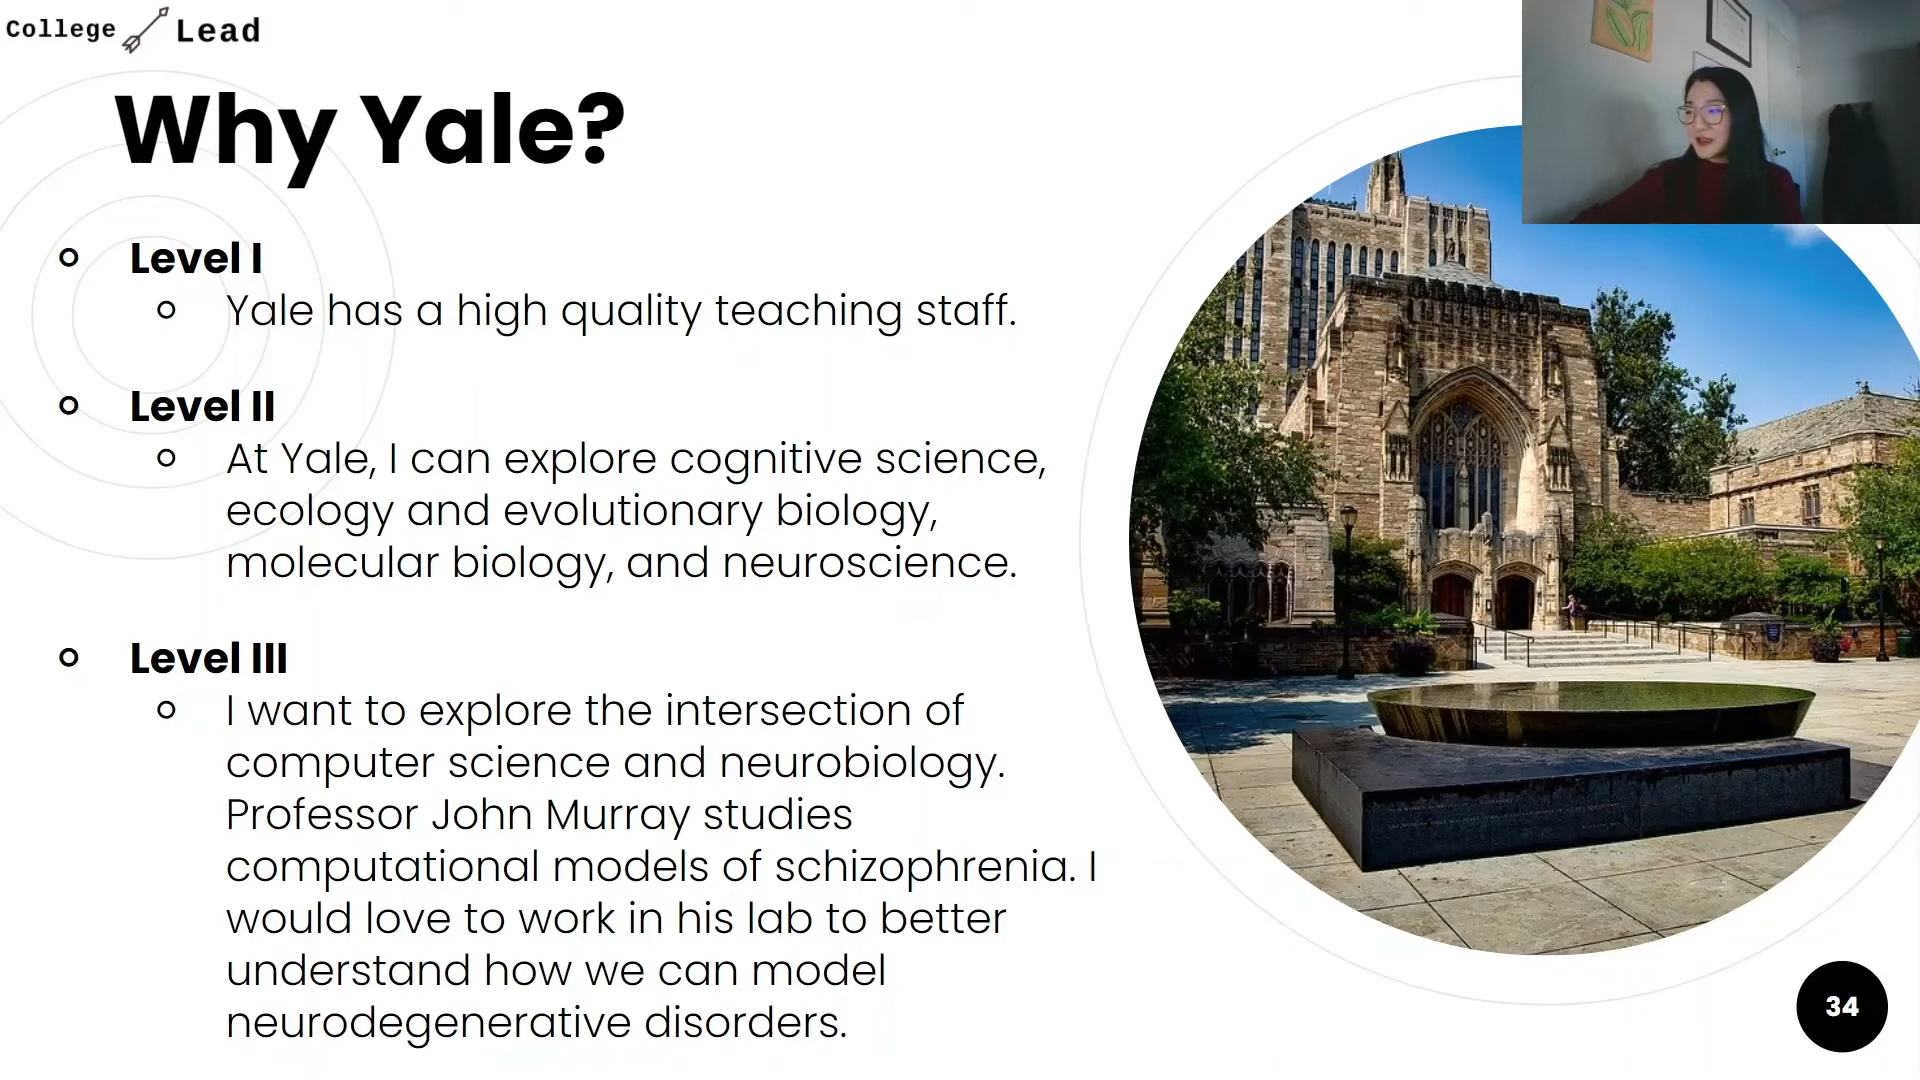 College Lead
Why Yale?
Level I
Yale has a high quality teaching staff.
Level II
At Yale, I can explore cognitive science,
ecology and evolutionary biology,
molecular biology, and neuroscience.
Level III
I want to explore the intersection of
computer science and neurobiology.
Professor John Murray studies
computational models of schizophrenia. I
would love to work in his lab to better
understand how we can model
neurodegenerative disorders.
34